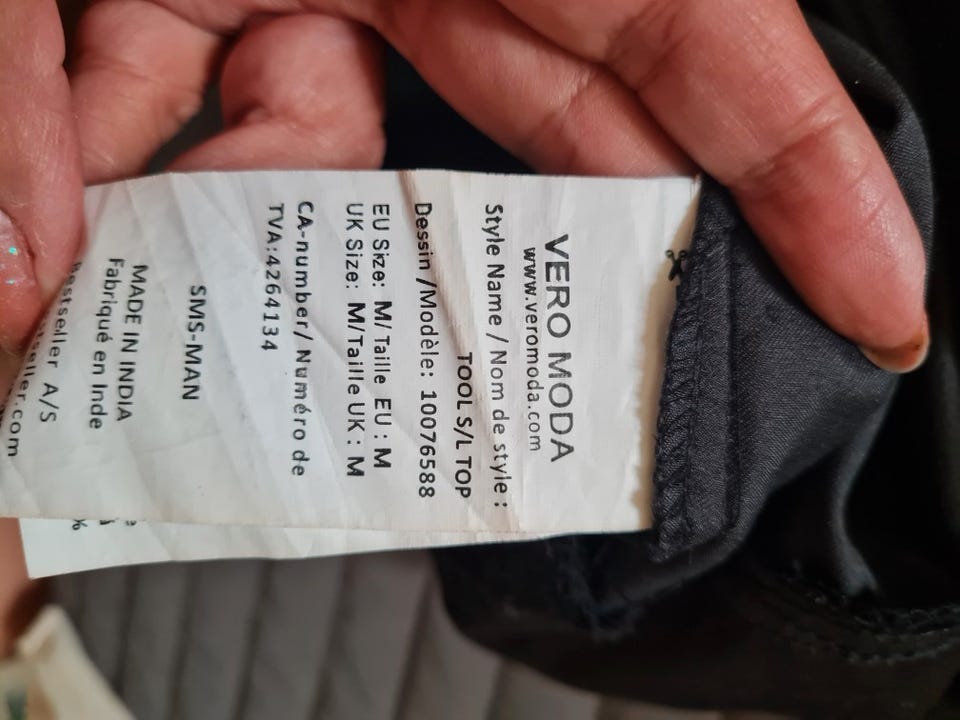 VERO MODA
www.veromoda.com
Style Name / Nom de style :
TOOL S/L TOP
Dessin /Modèle: 10076588
EU Size: M/ Taille EU : M
UK Size: M/Taille UK : M
CA-number/ Numéro de
TVA:4264134
SMS-MAN
MADE IN INDIA
Fabriqué en Inde
Bestseller A/S
%